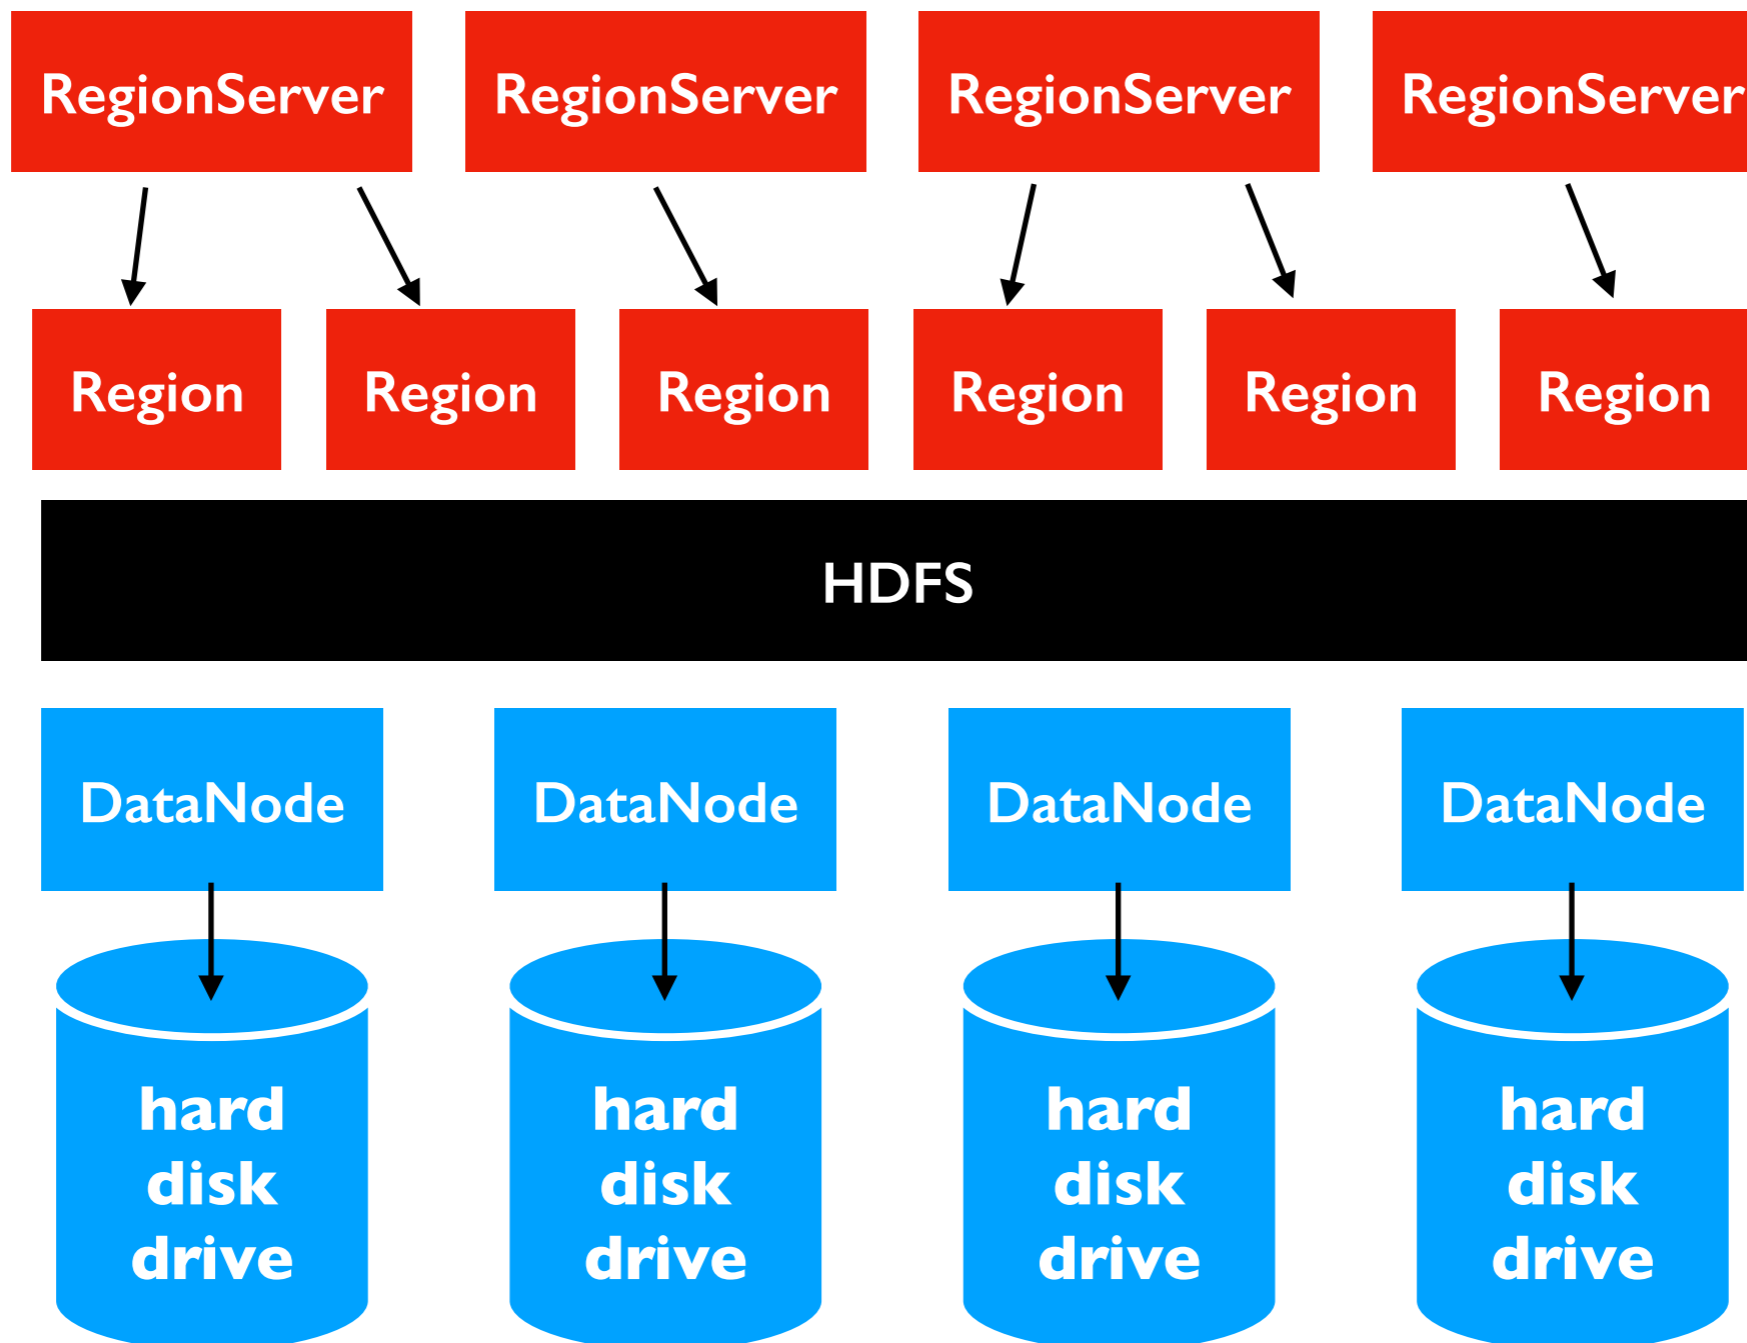 RegionServer RegionServer RegionServer RegionServer
Region Region Region Region Region Region
HDFS
DataNode DataNode DataNode DataNode
hard hard hard hard
disk disk disk disk
drive drive drive drive